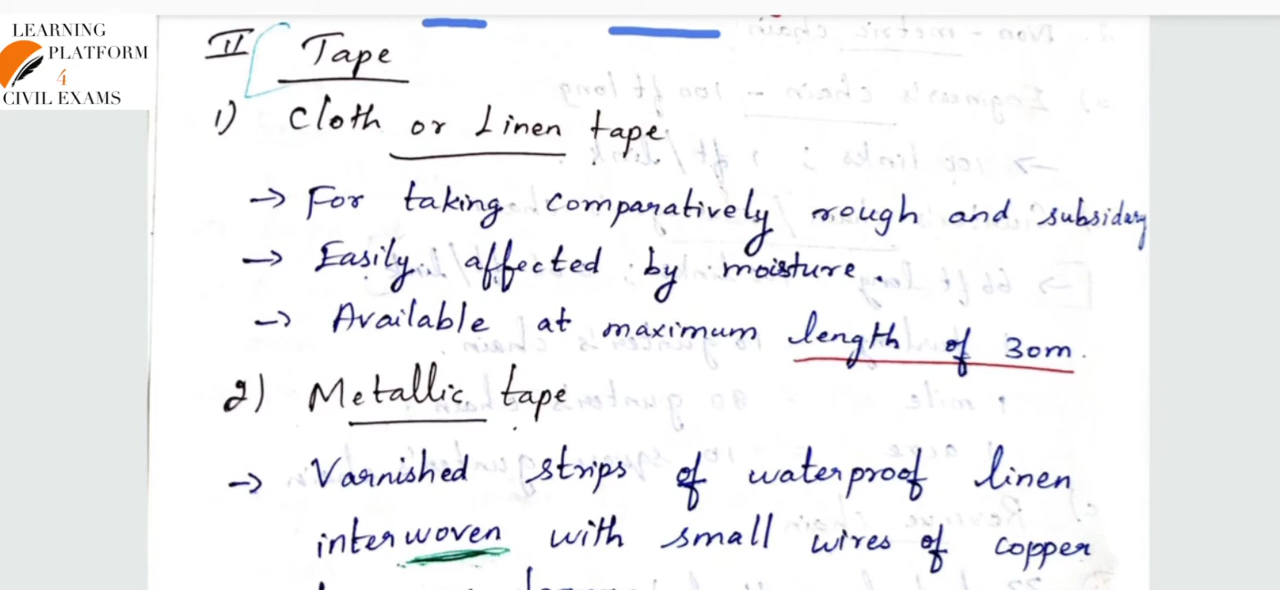 LEARNING
PLATFORM
4
CIVIL EXAMS
II Tape
1) Cloth or Linen tape
→ For taking comparatively rough and subsidary
→ Easily affected by moisture.
→ Available at maximum length of 30m.
2) Metallic tape
→ Varnished strips of waterproof linen
interwoven with small wires of copper